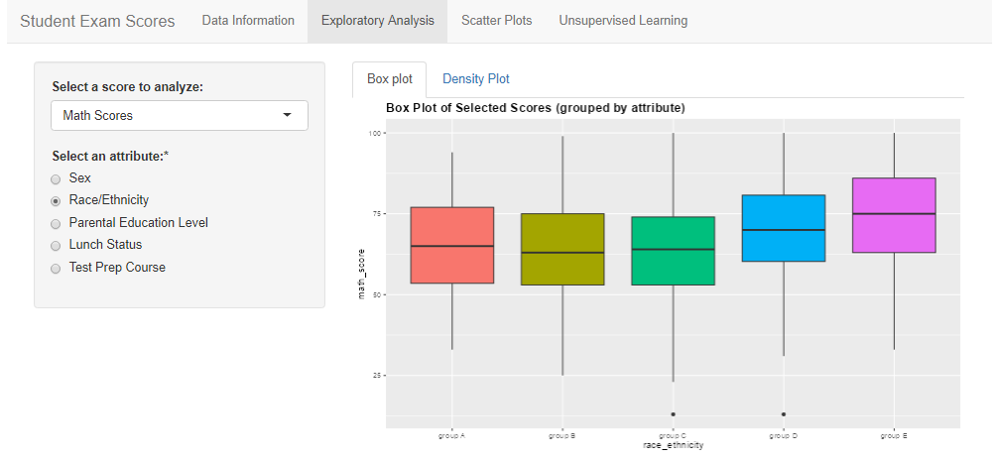 Student Exam Scores Data Information Exploratory Analysis Scatter Plots Unsupervised Learning
Select a score to analyze:
Math Scores
Select an attribute:*
Sex
Race/Ethnicity
Parental Education Level
Lunch Status
Test Prep Course
Box plot Density Plot
Box Plot of Selected Scores (grouped by attribute)
math_score
100
75
50
25
group A group B group C group D group E
race_ethnicity